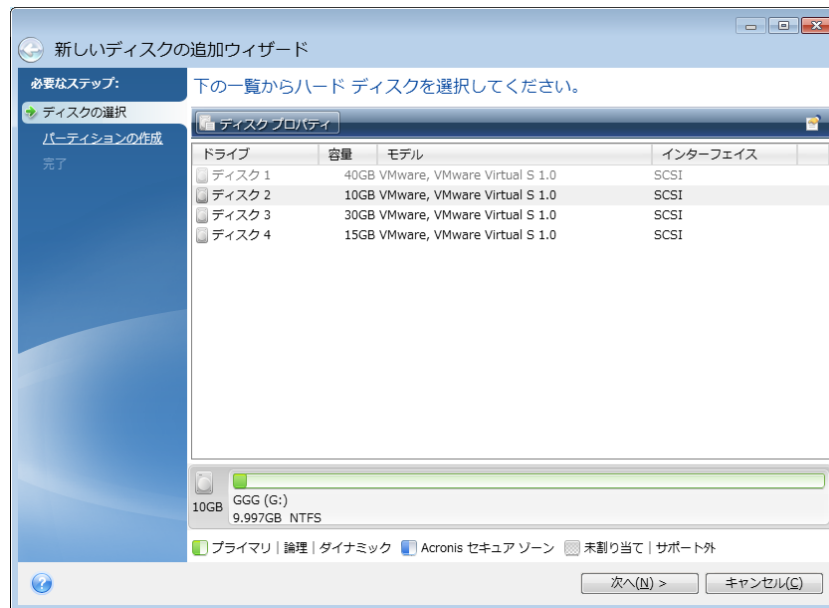 新しいディスクの追加ウィザード
必要なステップ:
ディスクの選択
パーティションの作成
完了
下の一覧からハード ディスクを選択してください。
ディスク プロパティ
ドライブ 容量 モデル インターフェイス
ディスク 1 40GB VMware, VMware Virtual S 1.0 SCSI
ディスク 2 10GB VMware, VMware Virtual S 1.0 SCSI
ディスク 3 30GB VMware, VMware Virtual S 1.0 SCSI
ディスク 4 15GB VMware, VMware Virtual S 1.0 SCSI
10GB
GGG (G:)
9.997GB NTFS
プライマリ | 論理 | ダイナミック Acronis セキュア ゾーン 未割り当て | サポート外
次へ(N) > キャンセル(C)